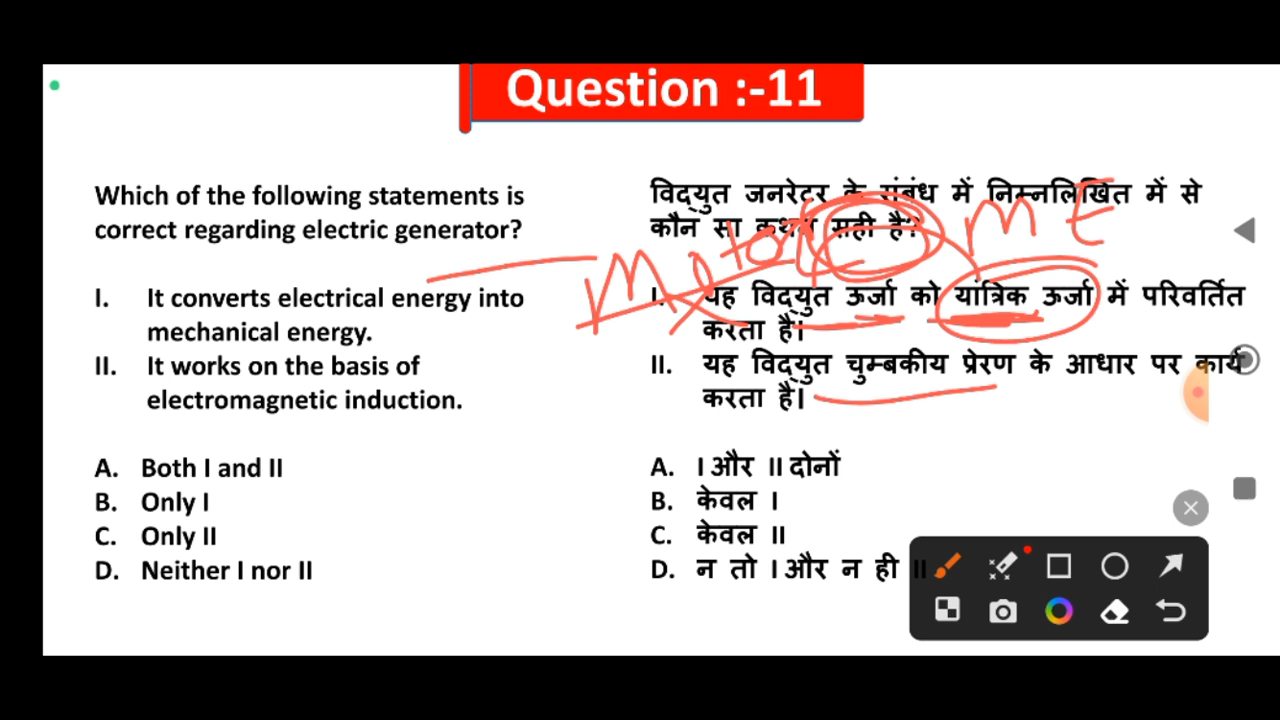 Question :-11
Which of the following statements is
correct regarding electric generator?
I. It converts electrical energy into
mechanical energy.
II. It works on the basis of
electromagnetic induction.
A. Both I and II
B. Only I
C. Only II
D. Neither I nor II
विद्युत जनरेटर के संबंध में निम्नलिखित में से
कौन सा कथन सही है?
I. यह विद्युत ऊर्जा को यांत्रिक ऊर्जा में परिवर्तित
करता है।
II. यह विद्युत चुम्बकीय प्रेरण के आधार पर कार्य
करता है।
A. I और II दोनों
B. केवल I
C. केवल II
D. न तो I और न ही II
Motor
M E